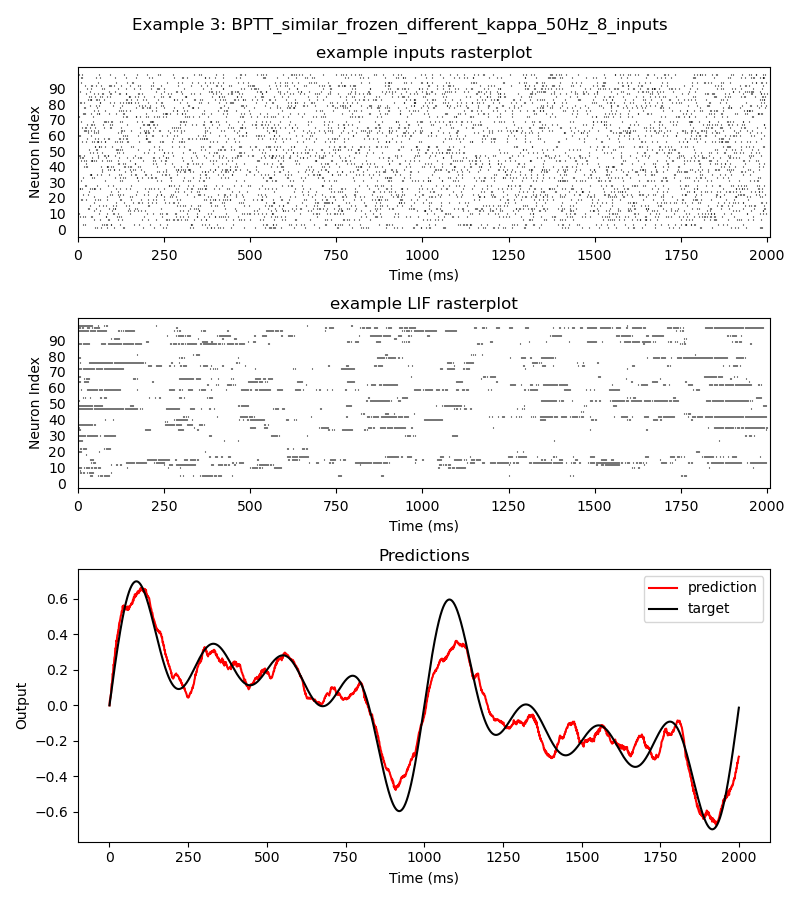 Example 3: BPTT_similar_frozen_different_kappa_50Hz_8_inputs
example inputs rasterplot
Neuron Index
90
80
70
60
50
40
30
20
10
0
0 250 500 750 1000 1250 1500 1750 2000
Time (ms)
example LIF rasterplot
Neuron Index
90
80
70
60
50
40
30
20
10
0
0 250 500 750 1000 1250 1500 1750 2000
Time (ms)
Predictions
Output
0.6
0.4
0.2
0.0
−0.2
−0.4
−0.6
prediction
target
0 250 500 750 1000 1250 1500 1750 2000
Time (ms)